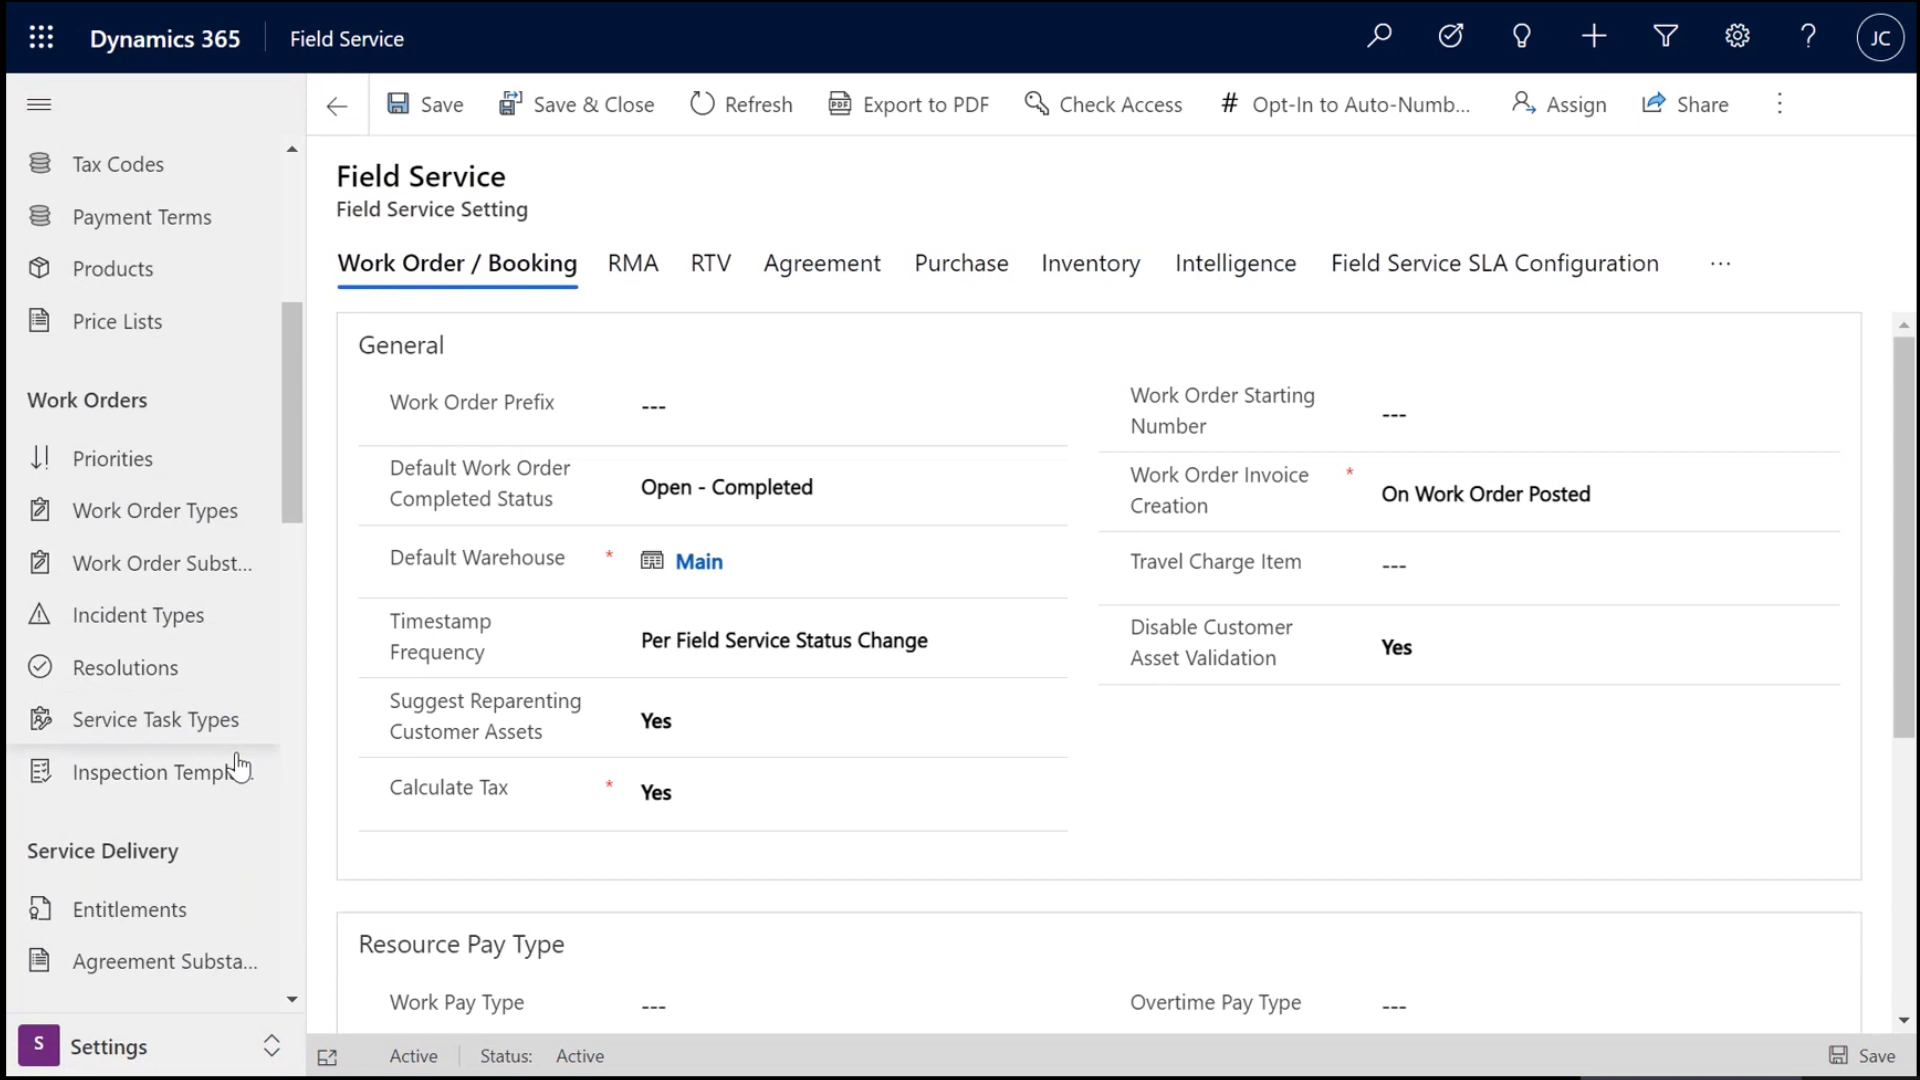 Dynamics 365
Field Service
JC
Save
Save & Close
Refresh
PDF
Export to PDF
Check Access
# Opt-In to Auto-Numb...
Assign
Share
Tax Codes
Payment Terms
Products
Price Lists
Work Orders
Priorities
Work Order Types
Work Order Subst...
Incident Types
Resolutions
Service Task Types
Inspection
Service Delivery
Entitlements
Agreement Substa...
S
Settings
Field Service
Field Service Setting
Work Order / Booking
RMA
RTV
Agreement
Purchase
Inventory
Intelligence
Field Service SLA Configuration
...
General
Work Order Prefix
---
Default Work Order
Completed Status
Open - Completed
Default Warehouse
*
Main
Timestamp
Frequency
Per Field Service Status Change
Suggest Reparenting
Customer Assets
Yes
Calculate Tax
*
Yes
Work Order Starting
Number
---
Work Order Invoice
Creation
*
On Work Order Posted
Travel Charge Item
---
Disable Customer
Asset Validation
Yes
Resource Pay Type
Work Pay Type
---
Overtime Pay Type
---
Active
Status:
Active
Save